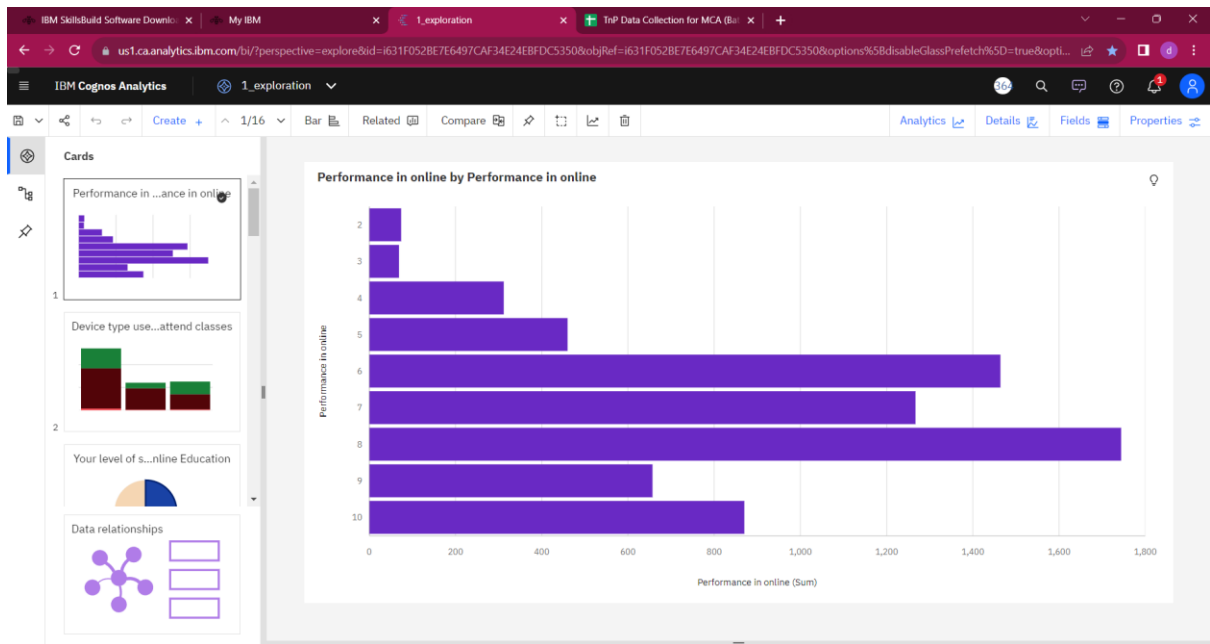 IBM SkillsBuild Software Downlo
My IBM
1_exploration
TnP Data Collection for MCA (Bat
us1.ca.analytics.ibm.com/bi/?perspective=explore&id=i631F052BE7E6497CAF34E24EBFDC5350&objRef=i631F052BE7E6497CAF34E24EBFDC5350&options%5BdisableGlassPrefetch%5D=true&opti...
d
IBM Cognos Analytics
1_exploration
364
1
Create +
1/16
Bar
Related
Compare
Analytics
Details
Fields
Properties
Cards
Performance in ...ance in online
1
Device type use...attend classes
2
Your level of s...nline Education
Data relationships
Performance in online by Performance in online
Performance in online
2
3
4
5
6
7
8
9
10
0 200 400 600 800 1,000 1,200 1,400 1,600 1,800
Performance in online (Sum)